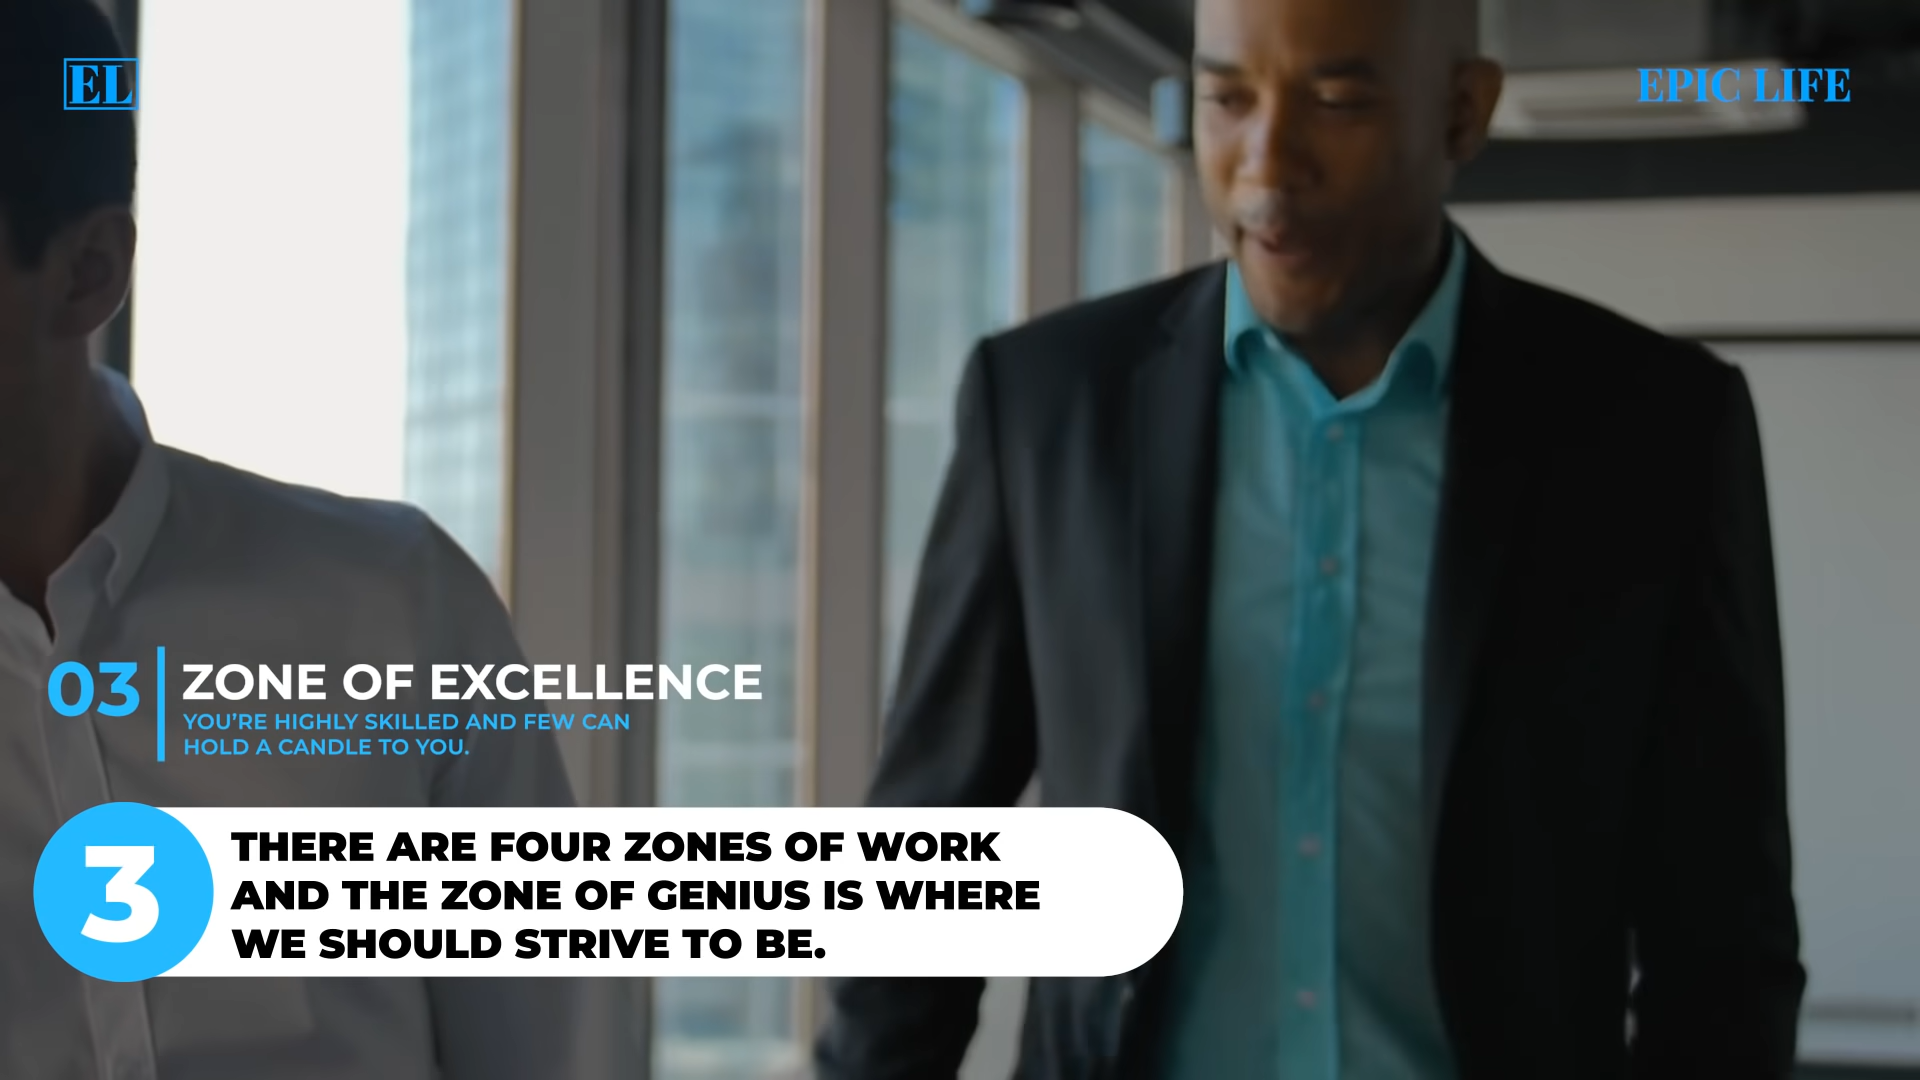 EL
EPIC LIFE
03
ZONE OF EXCELLENCE
YOU'RE HIGHLY SKILLED AND FEW CAN
HOLD A CANDLE TO YOU.
3
THERE ARE FOUR ZONES OF WORK
AND THE ZONE OF GENIUS IS WHERE
WE SHOULD STRIVE TO BE.